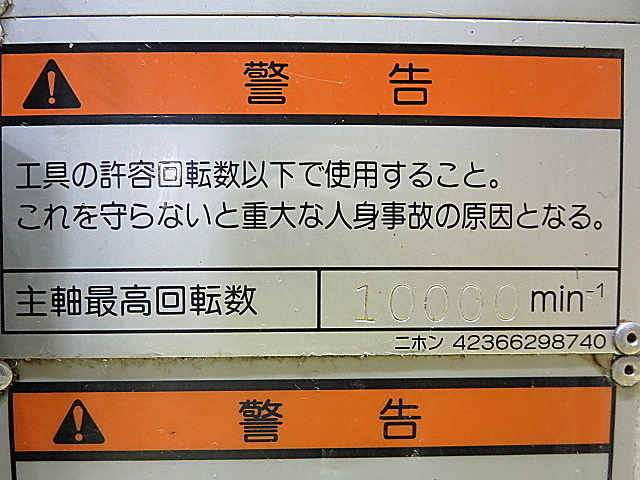 警告
工具の許容回転数以下で使用すること。
これを守らないと重大な人身事故の原因となる。
主軸最高回転数 10000 min⁻¹
ニホン 42366298740
警告